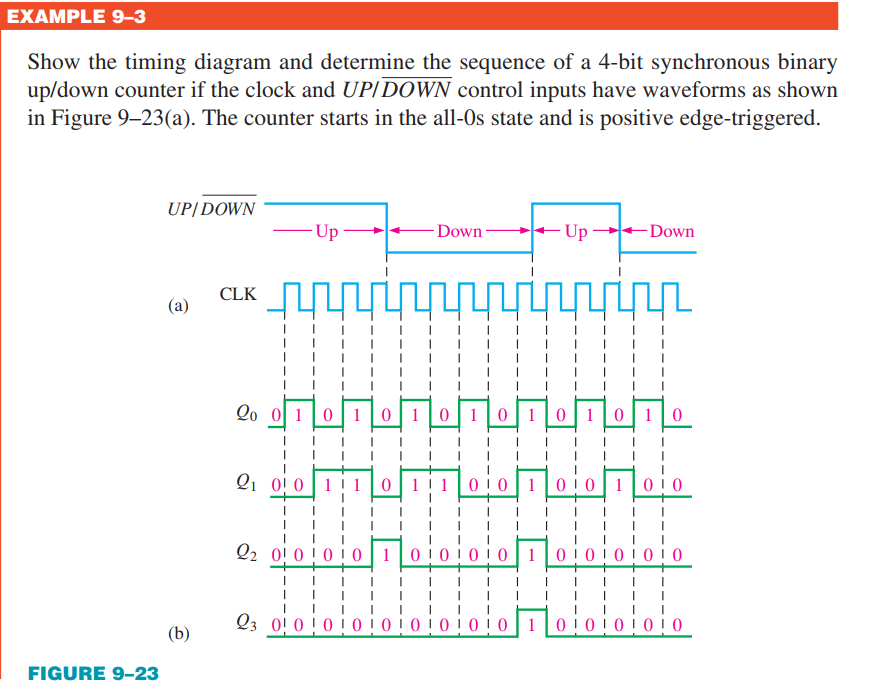 EXAMPLE 9–3
Show the timing diagram and determine the sequence of a 4-bit synchronous binary
up/down counter if the clock and UP/DOWN control inputs have waveforms as shown
in Figure 9–23(a). The counter starts in the all-0s state and is positive edge-triggered.
UP/DOWN
Up Down Up Down
(a) CLK
Q0 0 1 0 1 0 1 0 1 0 1 0 1 0 1 0
Q1 0 0 1 1 0 1 1 0 0 1 0 0 1 0 0
Q2 0 0 0 0 1 0 0 0 0 1 0 0 0 0 0
Q3 0 0 0 0 0 0 0 0 0 1 0 0 0 0 0
(b)
FIGURE 9–23